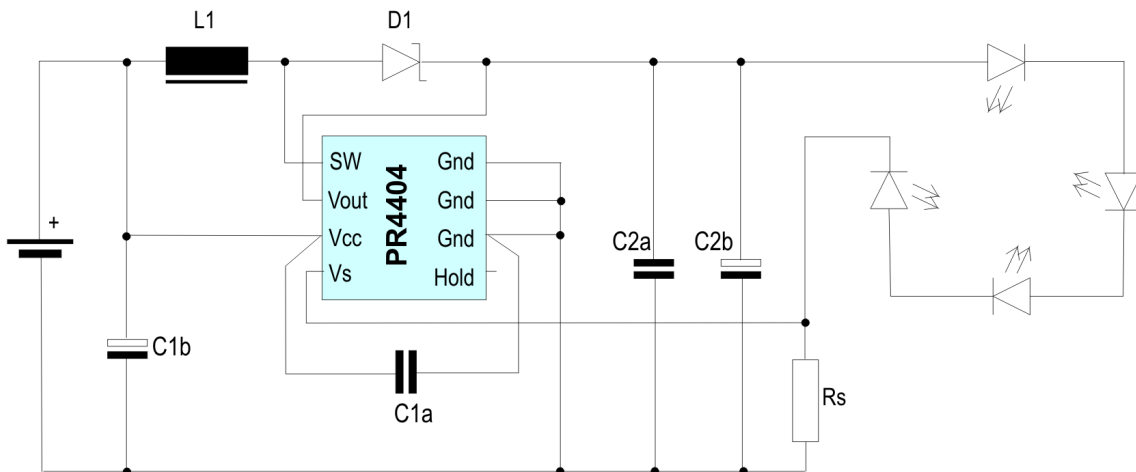 L1
D1
SW
Gnd
Vout
Gnd
Vcc
Gnd
Vs
Hold
PR4404
+
C1b
C1a
C2a
C2b
Rs